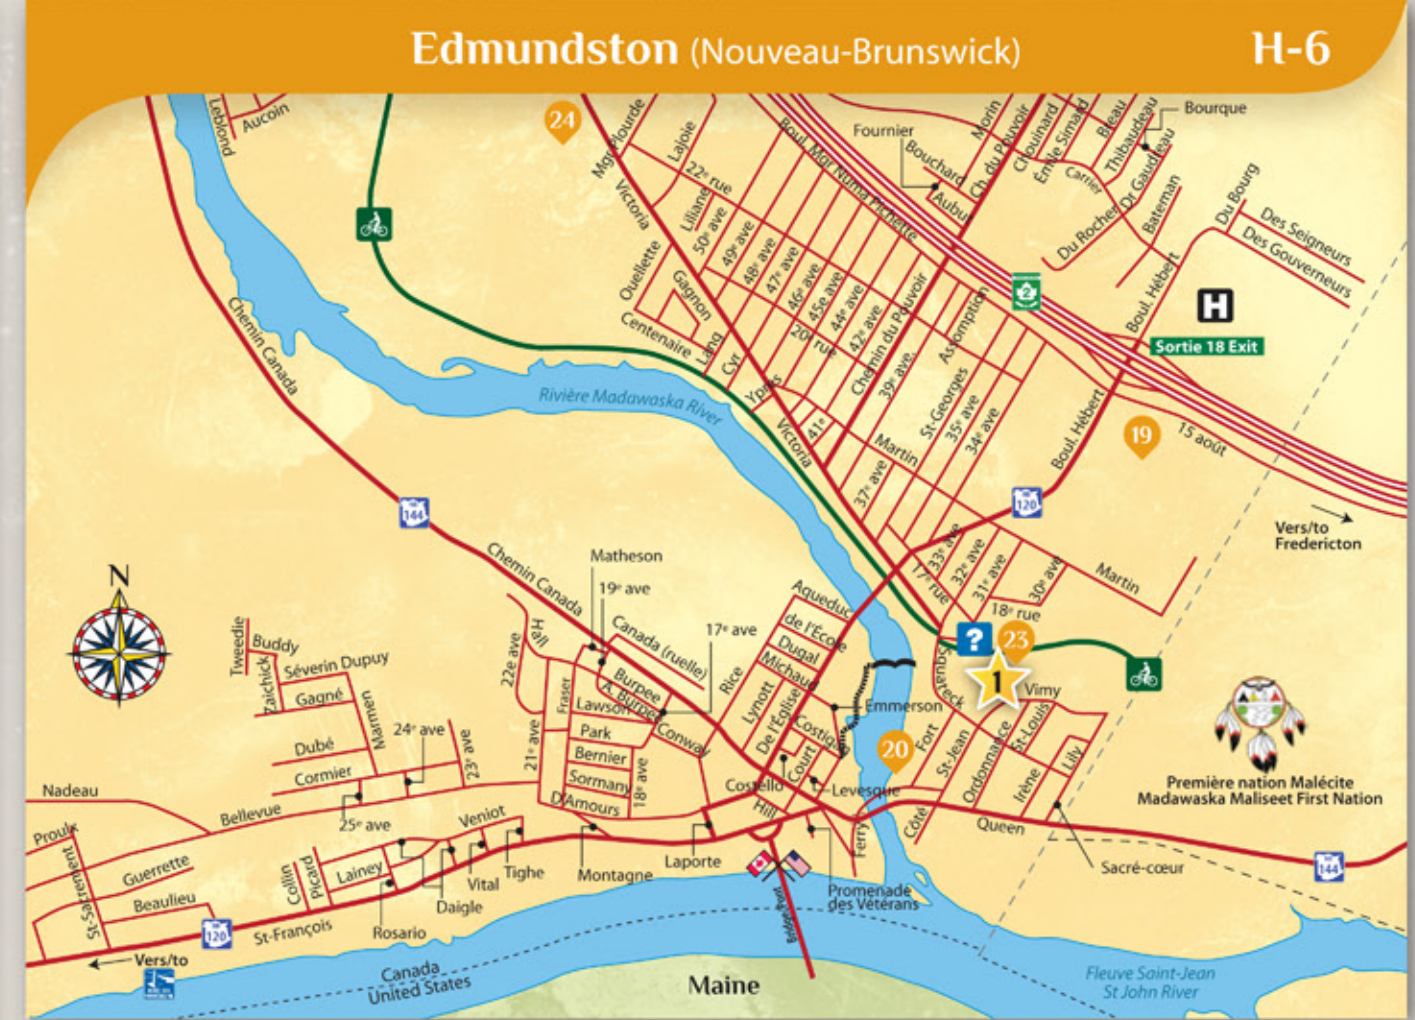 Edmundston (Nouveau-Brunswick)
H-6
Leblond
Aucoin
24
Mgr Plourde
Lajoie
Boul. Mgr Numa Pichette
Fournier
Bouchard
Aubut
Morin
Ch. du Pouvoir
Chouinard
Émile Simard
Breau
Thibaudeau
Bourque
Carrier
Dr Gaudreau
Du Rocher
Bateman
Du Bourg
Des Seigneurs
Des Gouverneurs
Boul. Hébert
H
Sortie 18 Exit
2
Victoria
22e rue
Liliane
50e ave
49e ave
48e ave
47e ave
46e ave
45e ave
44e ave
42e ave
20e rue
Chemin du Pouvoir
39e ave.
Assomption
Ouellette
Gagnon
Centenaire
Lang
Cyr
Ypres
Victoria
41e
Martin
St-Georges
35e ave
34e ave
37e ave
Boul. Hébert
19
15 août
120
Vers/to
Fredericton
Chemin Canada
Rivière Madawaska River
144
N
Chemin Canada
Matheson
19e ave
Canada (ruelle)
17e ave
33e ave
32e ave
31e ave
30e ave
17e rue
18e rue
Martin
?
23
1
Aqueduc
de l'École
Dugal
Michaud
Rice
Lynott
De l'Église
Costigan
Court
Emmerson
Squateck
Vimy
Fort
St-Jean
Ordonnance
St-Louis
Irène
Lily
20
Tweedie
Buddy
Zaichick
Séverin Dupuy
Gagné
Marmen
Dubé
Cormier
24e ave
23e ave
25e ave
22e ave
Hall
21e ave
Fraser
Burpee
A. Burpee
Lawson
Park
Conway
Bernier
Sormany
18e ave
D'Amours
Costello
Levesque
Hill
Ferry
Côté
Queen
Sacré-cœur
144
Première nation Malécite
Madawaska Maliseet First Nation
Nadeau
Bellevue
Proulx
Guerrette
St-Sacrement
Beaulieu
Collin
Picard
Lainey
Veniot
Vital
Tighe
Daigle
Rosario
Montagne
Laporte
Promenade
des Vétérans
120
St-François
Vers/to
Canada
United States
Maine
Fleuve Saint-Jean
St John River